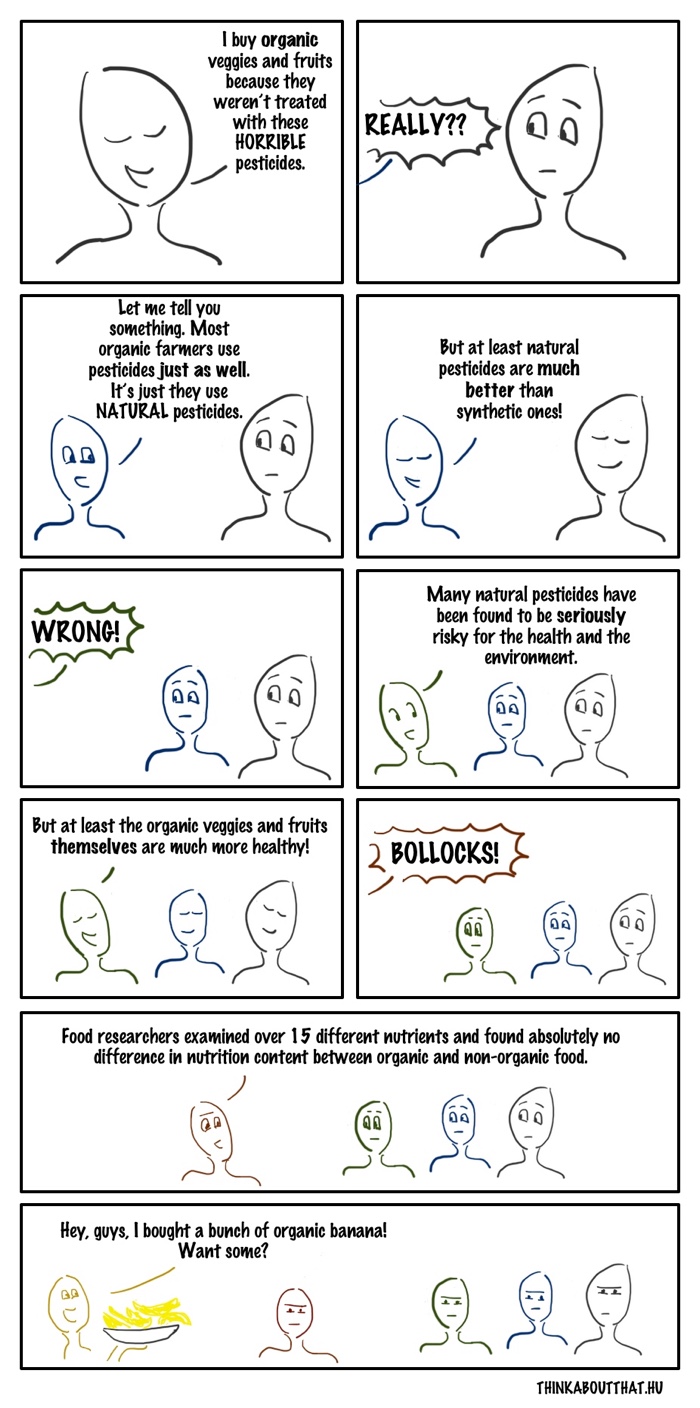 I buy organic
veggies and fruits
because they
weren't treated
with these
HORRIBLE
pesticides.
REALLY??
Let me tell you
something. Most
organic farmers use
pesticides just as well.
It's just they use
NATURAL pesticides.
But at least natural
pesticides are much
better than
synthetic ones!
WRONG!
Many natural pesticides have
been found to be seriously
risky for the health and the
environment.
But at least the organic veggies and fruits
themselves are much more healthy!
BOLLOCKS!
Food researchers examined over 15 different nutrients and found absolutely no
difference in nutrition content between organic and non-organic food.
Hey, guys, I bought a bunch of organic banana!
Want some?
THINKABOUTTHAT.HU